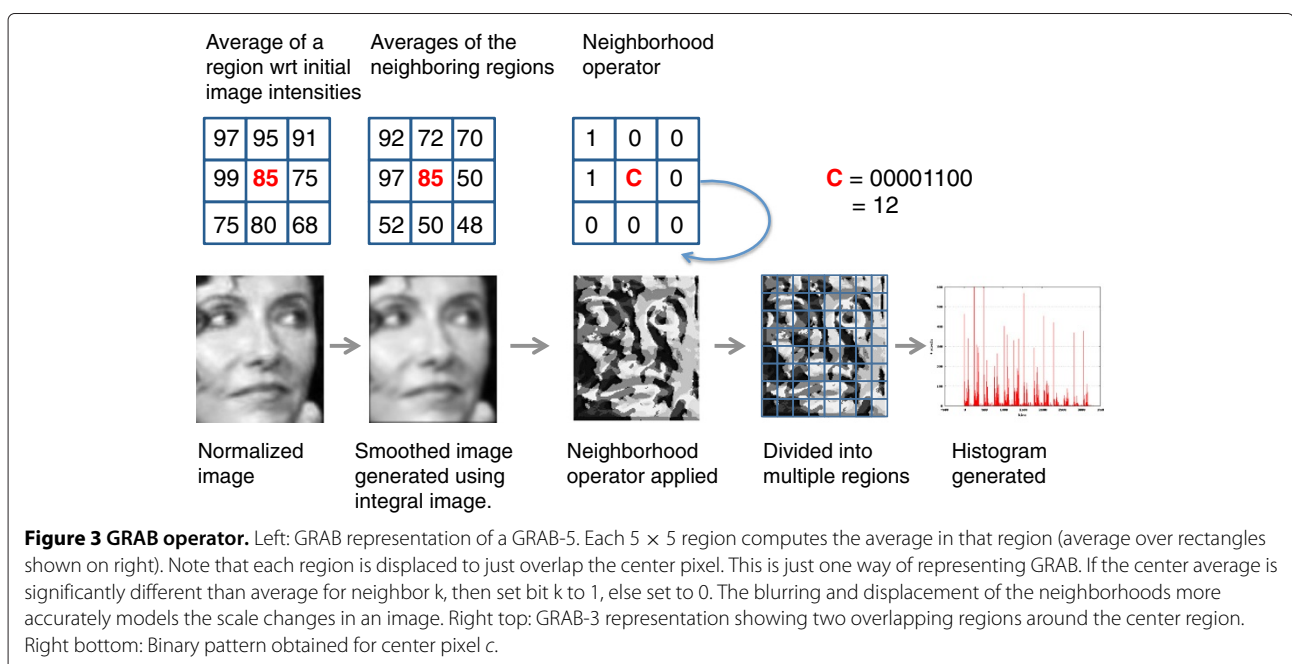 Average of a
region wrt initial
image intensities
Averages of the
neighboring regions
Neighborhood
operator
97 95 91
99 85 75
75 80 68
92 72 70
97 85 50
52 50 48
1 0 0
1 C 0
0 0 0
C = 00001100
= 12
Normalized
image
Smoothed image
generated using
integral image.
Neighborhood
operator applied
Divided into
multiple regions
Histogram
generated
Figure 3 GRAB operator. Left: GRAB representation of a GRAB-5. Each 5 × 5 region computes the average in that region (average over rectangles
shown on right). Note that each region is displaced to just overlap the center pixel. This is just one way of representing GRAB. If the center average is
significantly different than average for neighbor k, then set bit k to 1, else set to 0. The blurring and displacement of the neighborhoods more
accurately models the scale changes in an image. Right top: GRAB-3 representation showing two overlapping regions around the center region.
Right bottom: Binary pattern obtained for center pixel c.